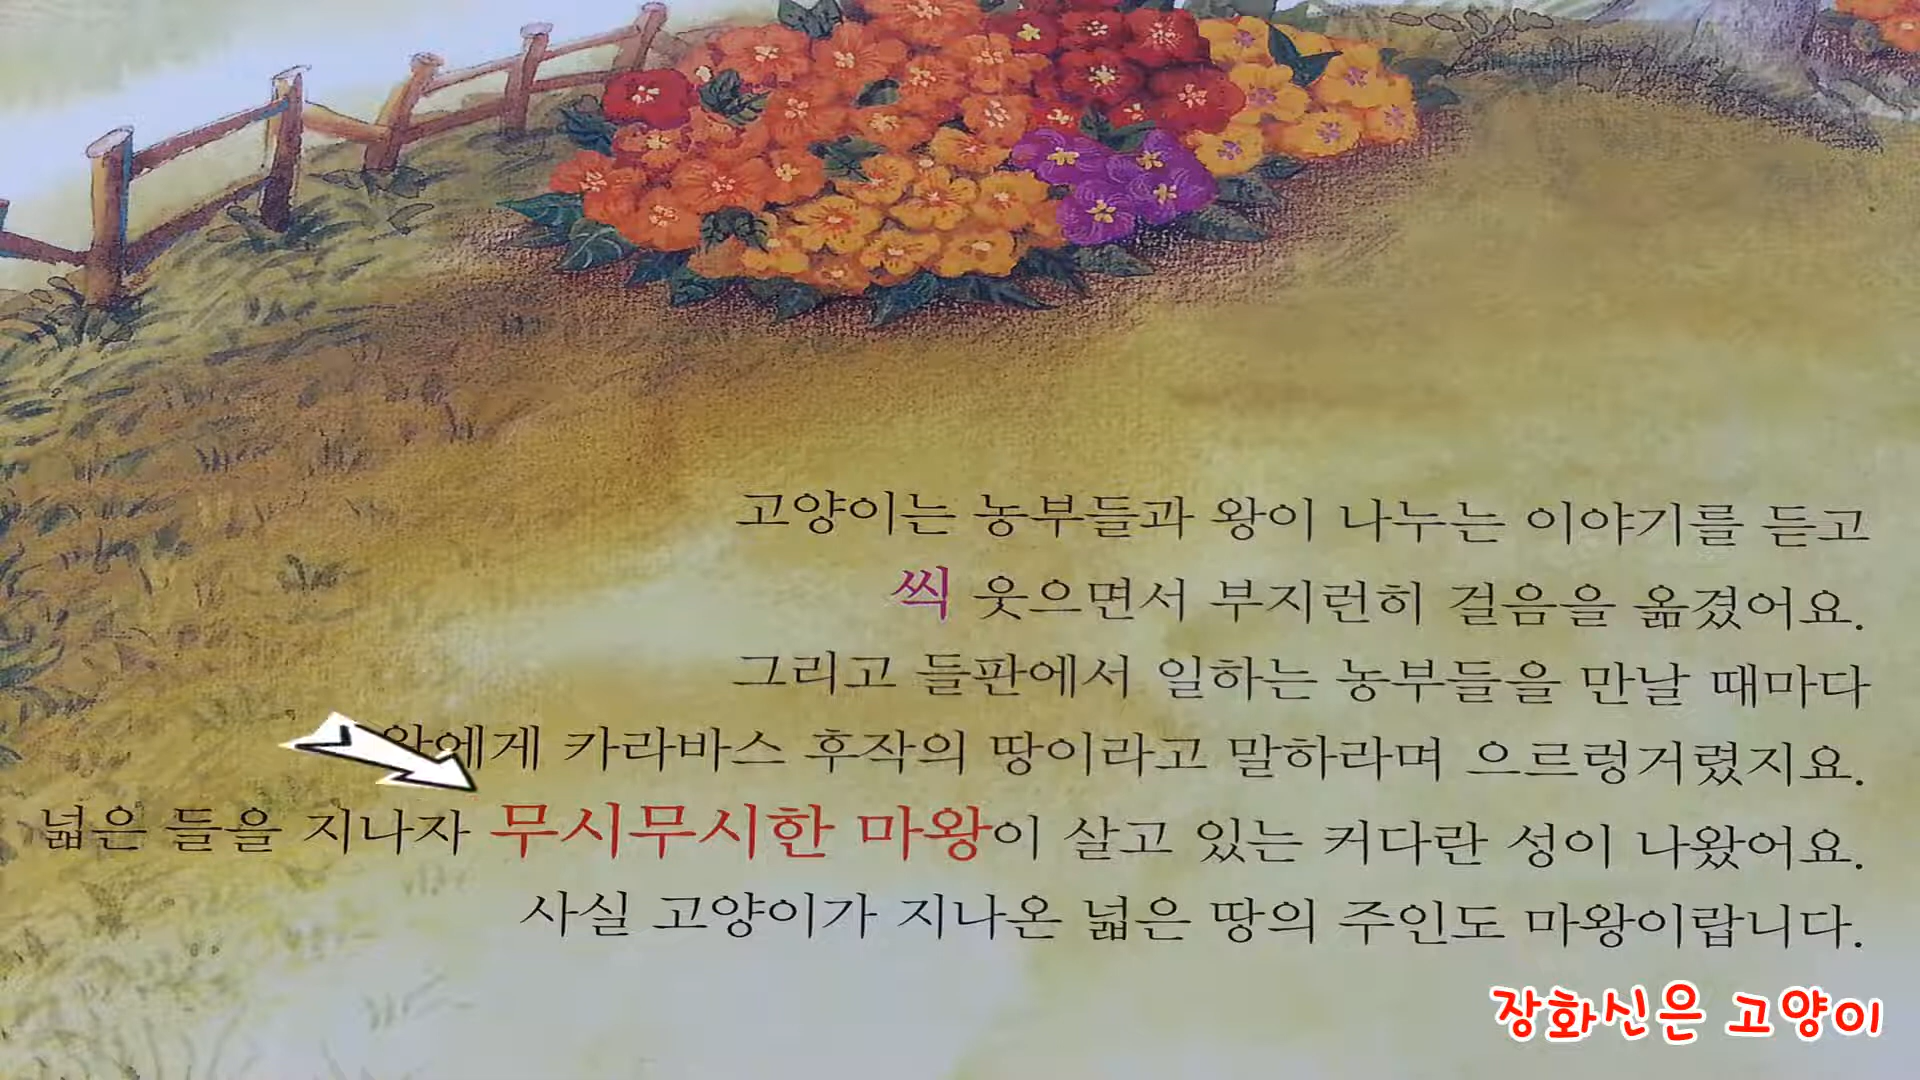 고양이는 농부들과 왕이 나누는 이야기를 듣고
씩 웃으면서 부지런히 걸음을 옮겼어요.
그리고 들판에서 일하는 농부들을 만날 때마다
왕에게 카라바스 후작의 땅이라고 말하라며 으르렁거렸지요.
넓은 들을 지나자 무시무시한 마왕이 살고 있는 커다란 성이 나왔어요.
사실 고양이가 지나온 넓은 땅의 주인도 마왕이랍니다.
장화신은 고양이